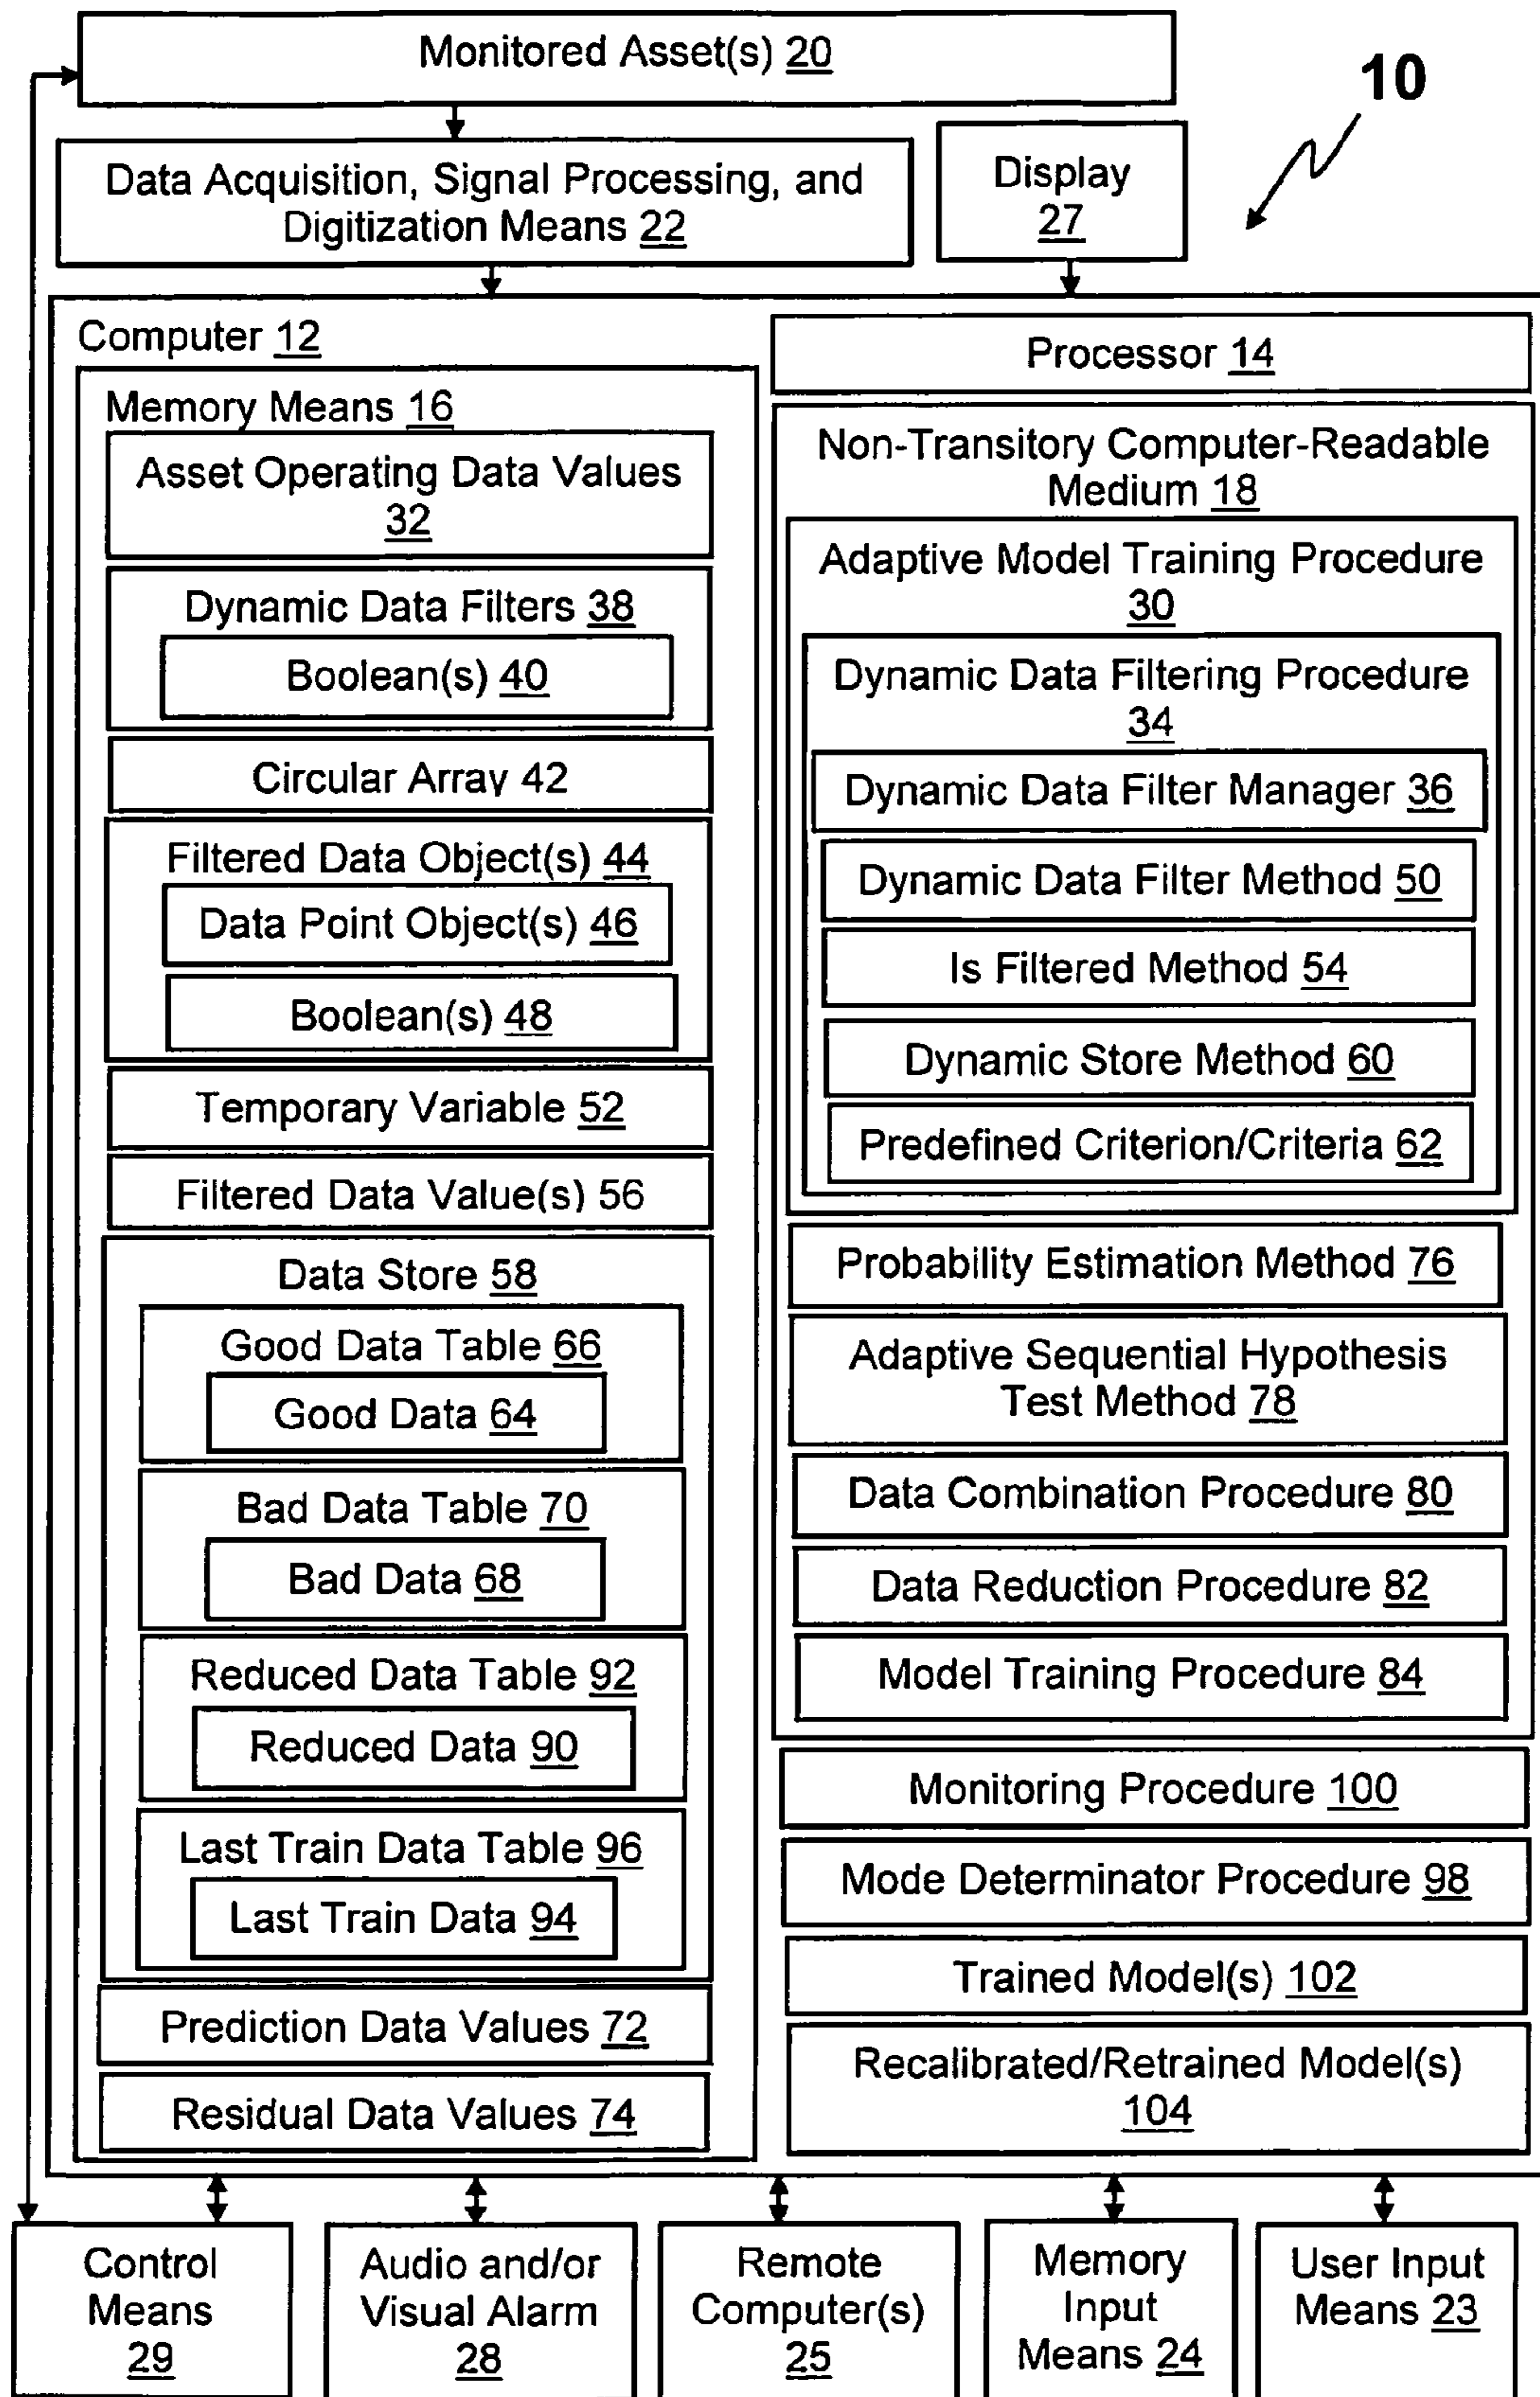 Monitored Asset(s) 20
10
Data Acquisition, Signal Processing, and
Digitization Means 22
Display
27
Computer 12
Memory Means 16
Asset Operating Data Values
32
Dynamic Data Filters 38
Boolean(s) 40
Circular Array 42
Filtered Data Object(s) 44
Data Point Object(s) 46
Boolean(s) 48
Temporary Variable 52
Filtered Data Value(s) 56
Data Store 58
Good Data Table 66
Good Data 64
Bad Data Table 70
Bad Data 68
Reduced Data Table 92
Reduced Data 90
Last Train Data Table 96
Last Train Data 94
Prediction Data Values 72
Residual Data Values 74
Processor 14
Non-Transitory Computer-Readable
Medium 18
Adaptive Model Training Procedure
30
Dynamic Data Filtering Procedure
34
Dynamic Data Filter Manager 36
Dynamic Data Filter Method 50
Is Filtered Method 54
Dynamic Store Method 60
Predefined Criterion/Criteria 62
Probability Estimation Method 76
Adaptive Sequential Hypothesis
Test Method 78
Data Combination Procedure 80
Data Reduction Procedure 82
Model Training Procedure 84
Monitoring Procedure 100
Mode Determinator Procedure 98
Trained Model(s) 102
Recalibrated/Retrained Model(s)
104
Control
Means
29
Audio and/or
Visual Alarm
28
Remote
Computer(s)
25
Memory
Input
Means 24
User Input
Means 23